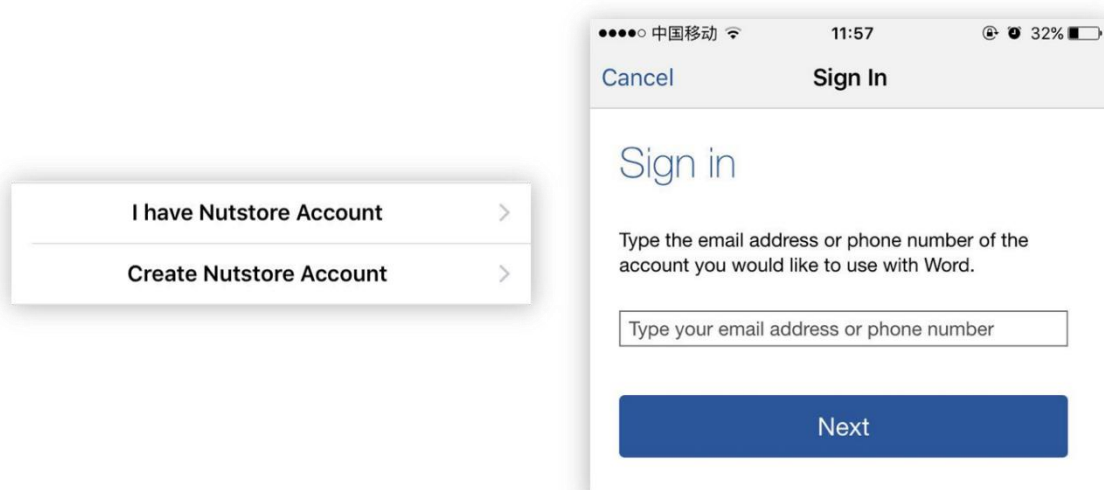 I have Nutstore Account
Create Nutstore Account
中国移动 11:57 32%
Cancel Sign In
Sign in
Type the email address or phone number of the
account you would like to use with Word.
Type your email address or phone number
Next